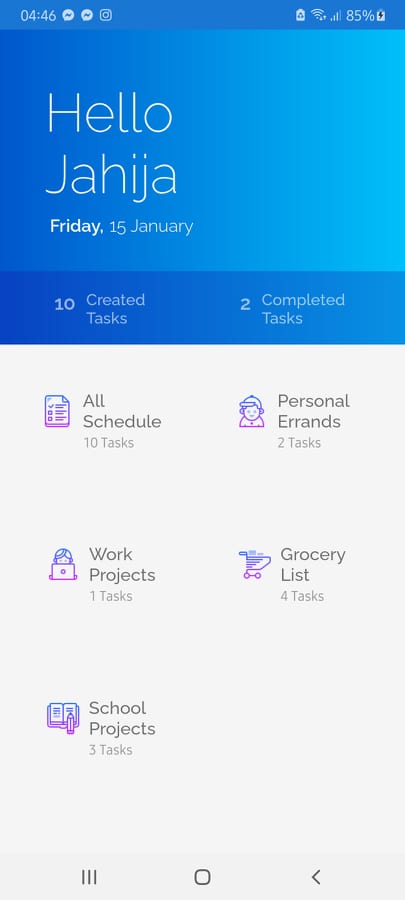 04:46 85%
Hello
Jahija
Friday, 15 January
10 Created
Tasks
2 Completed
Tasks
All
Schedule
10 Tasks
Personal
Errands
2 Tasks
Work
Projects
1 Tasks
Grocery
List
4 Tasks
School
Projects
3 Tasks